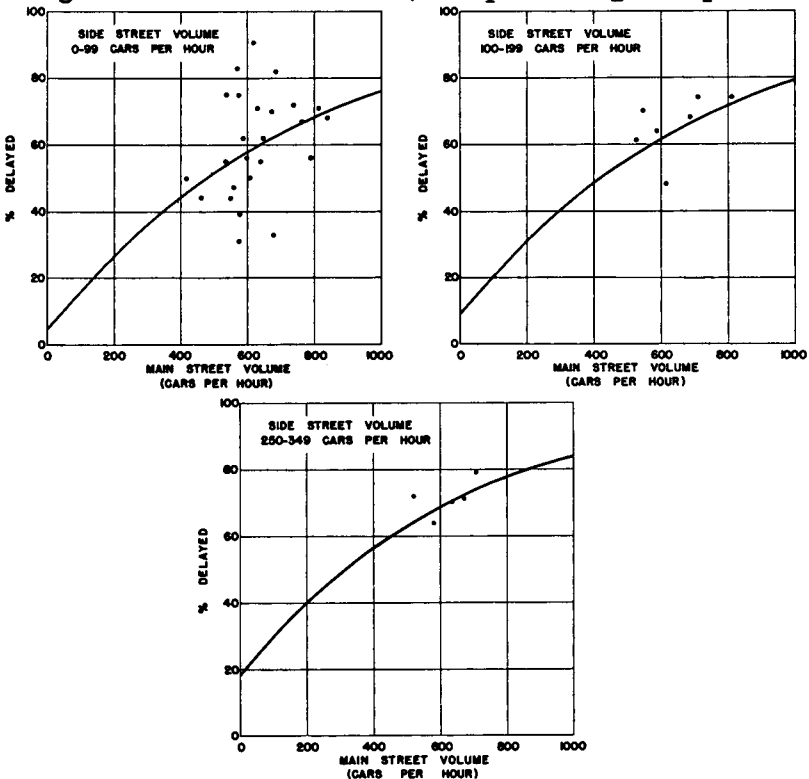 100
SIDE STREET VOLUME
0-99 CARS PER HOUR
80
60
40
20
0
% DELAYED
0 200 400 600 800 1000
MAIN STREET VOLUME
(CARS PER HOUR)
100
SIDE STREET VOLUME
100-199 CARS PER HOUR
80
60
40
20
0
% DELAYED
0 200 400 600 800 1000
MAIN STREET VOLUME
(CARS PER HOUR)
100
SIDE STREET VOLUME
250-349 CARS PER HOUR
80
60
40
20
0
% DELAYED
0 200 400 600 800 1000
MAIN STREET VOLUME
(CARS PER HOUR)